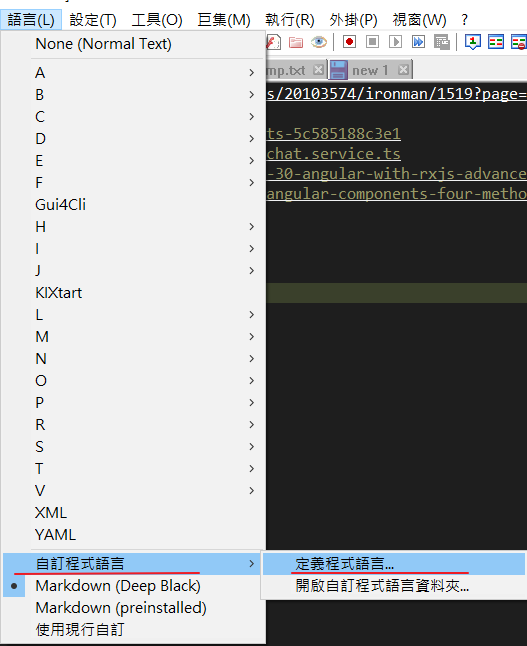 語言(L) 設定(T) 工具(O) 巨集(M) 執行(R) 外掛(P) 視窗(W) ?
None (Normal Text)
mp.txt new 1
A
s/20103574/ironman/1519?page=
B
C
ts-5c585188c3e1
D
chat.service.ts
E
-30-angular-with-rxjs-advance
F
angular-components-four-metho
Gui4Cli
H
I
J
KIXtart
L
M
N
O
P
R
S
T
V
XML
YAML
自訂程式語言 定義程式語言...
Markdown (Deep Black) 開啟自訂程式語言資料夾...
Markdown (preinstalled)
使用現行自訂